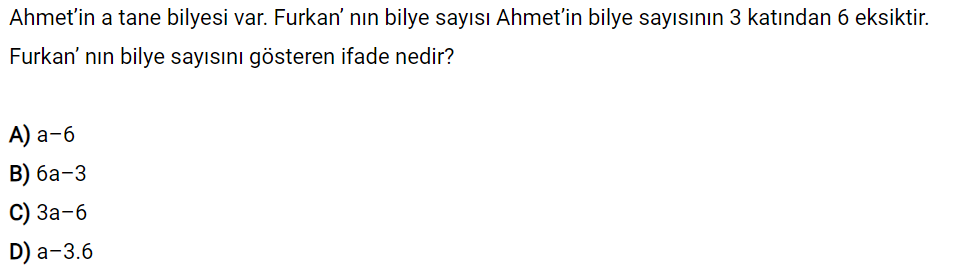 Ahmet’in a tane bilyesi var. Furkan’ nın bilye sayısı Ahmet’in bilye sayısının 3 katından 6 eksiktir.
Furkan’ nın bilye sayısını gösteren ifade nedir?
A) a−6
B) 6a−3
C) 3a−6
D) a−3.6